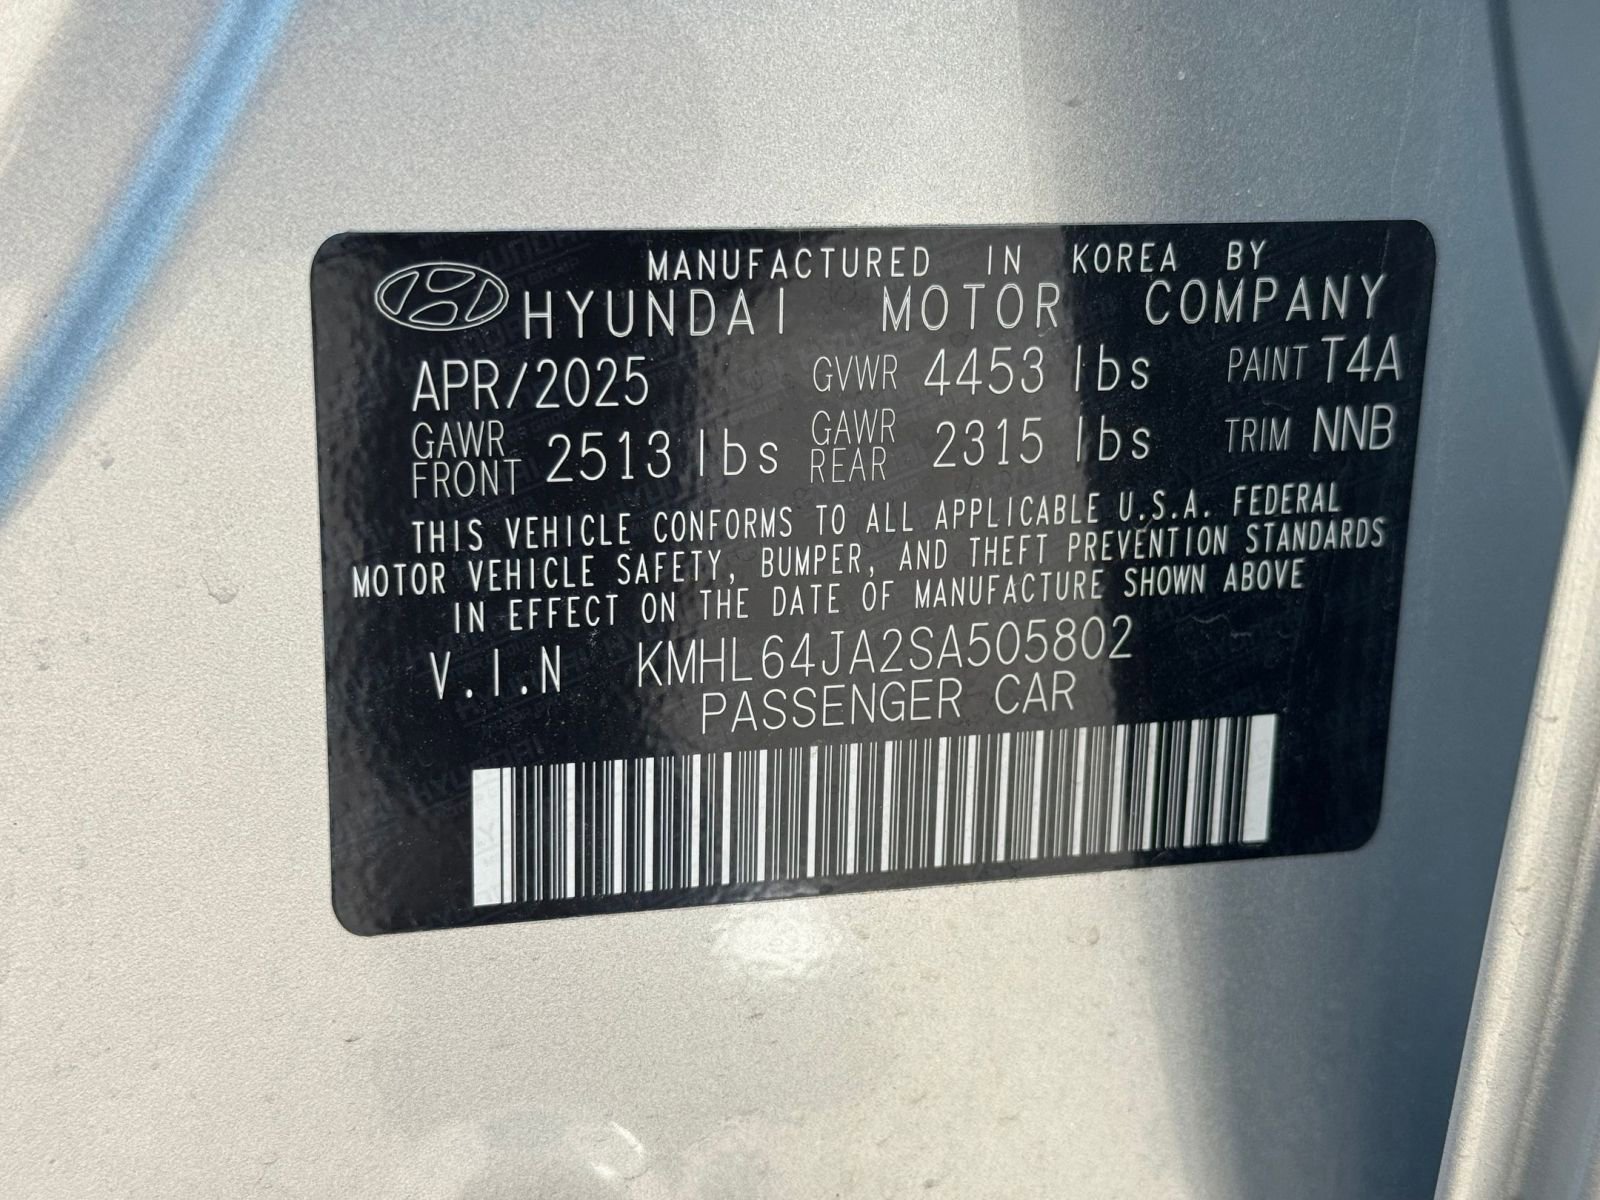 MANUFACTURED IN KOREA BY
HYUNDAI MOTOR COMPANY
APR/2025 GVWR 4453 lbs PAINT T4A
GAWR FRONT 2513 lbs GAWR REAR 2315 lbs TRIM NNB
THIS VEHICLE CONFORMS TO ALL APPLICABLE U.S.A. FEDERAL
MOTOR VEHICLE SAFETY, BUMPER, AND THEFT PREVENTION STANDARDS
IN EFFECT ON THE DATE OF MANUFACTURE SHOWN ABOVE
V.I.N KMHL64JA2SA505802
PASSENGER CAR